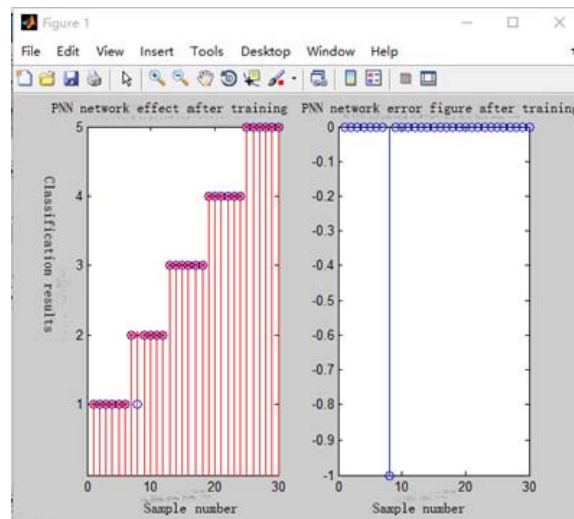 Figure 1
File Edit View Insert Tools Desktop Window Help
PNN network effect after training
PNN network error figure after training
5
4
3
2
1
Classification results
0 10 20 30
Sample number
0
-0.1
-0.2
-0.3
-0.4
-0.5
-0.6
-0.7
-0.8
-0.9
-1
0 10 20 30
Sample number